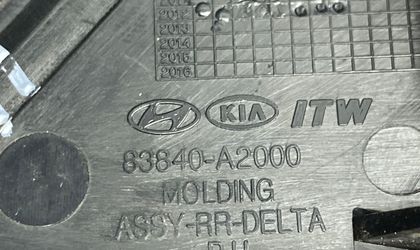 2012
2013
2014
2015
2016
KIA ITW
83840-A2000
MOLDING
ASSY-RR-DELTA